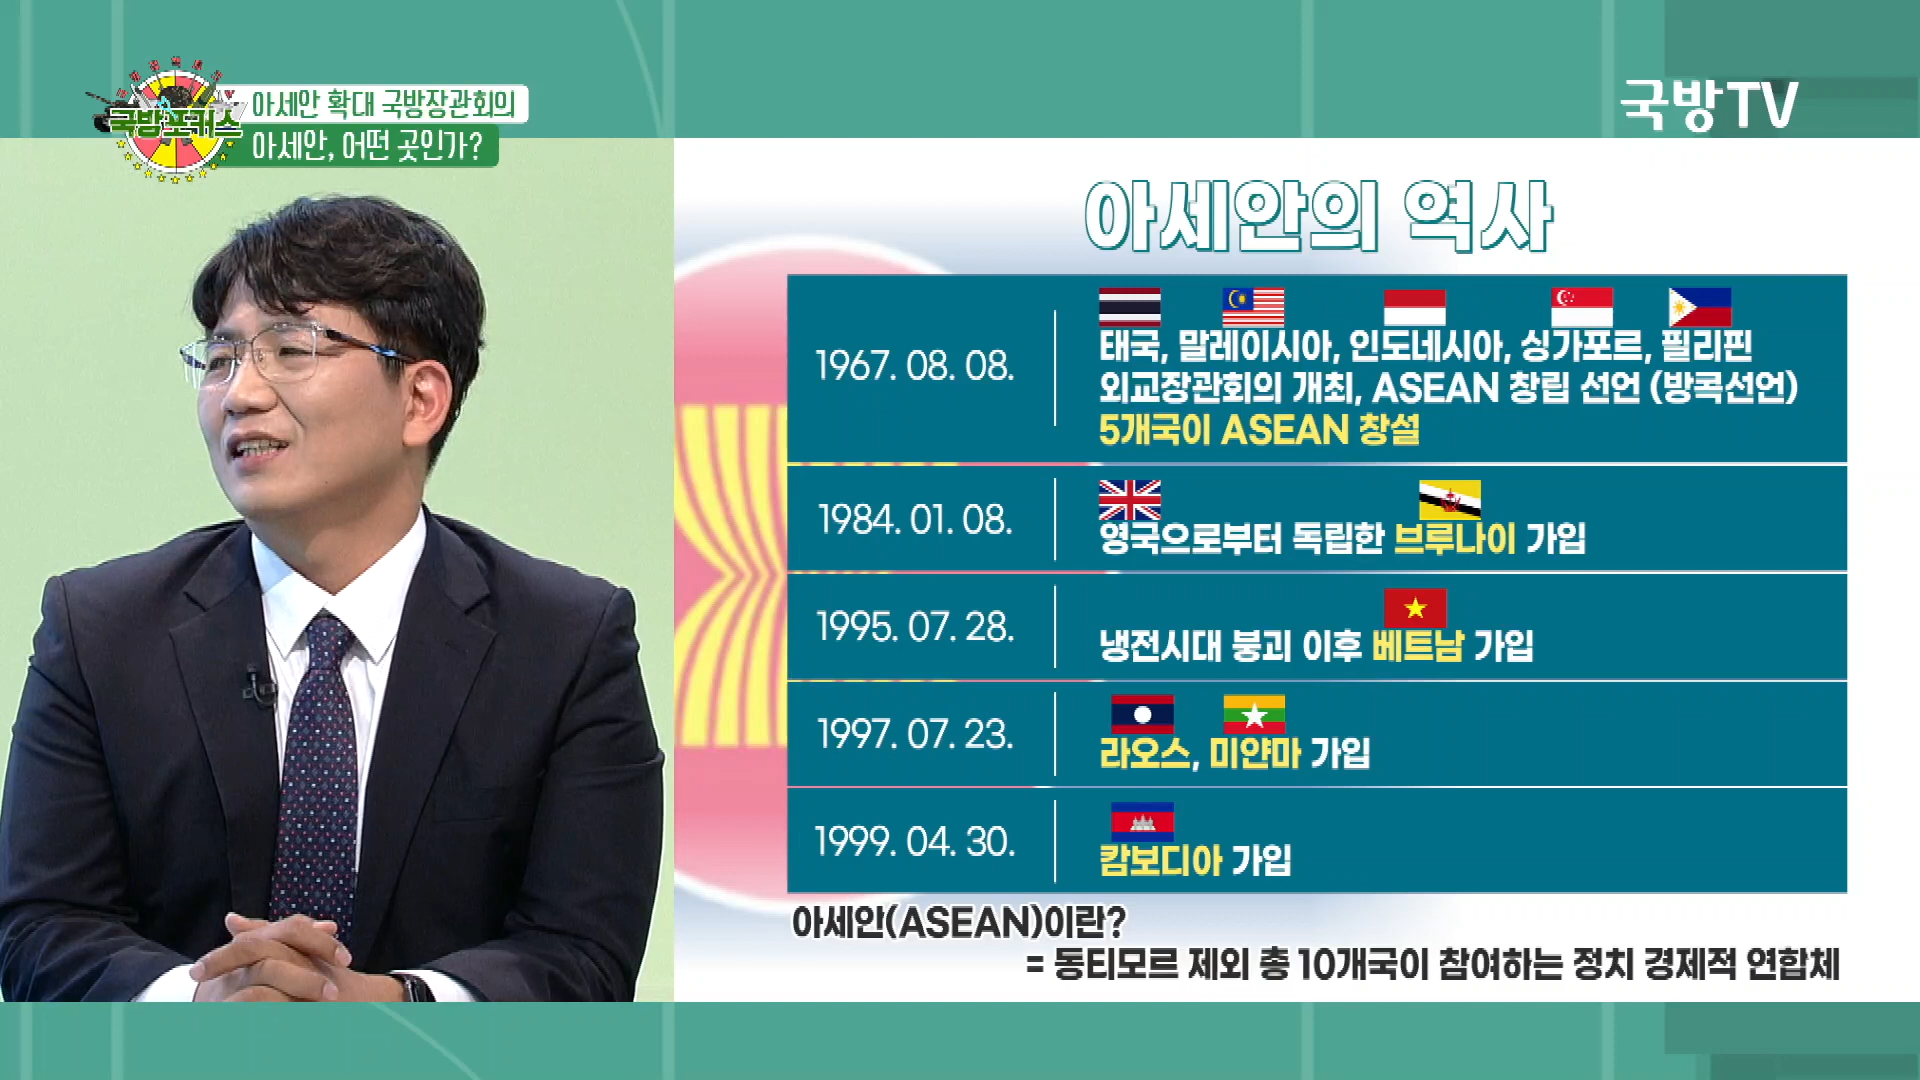 국방포커스
아세안 확대 국방장관회의
아세안, 어떤 곳인가?
국방TV
아세안의 역사
1967. 08. 08.
태국, 말레이시아, 인도네시아, 싱가포르, 필리핀
외교장관회의 개최, ASEAN 창립 선언 (방콕선언)
5개국이 ASEAN 창설
1984. 01. 08.
영국으로부터 독립한 브루나이 가입
1995. 07. 28.
냉전시대 붕괴 이후 베트남 가입
1997. 07. 23.
라오스, 미얀마 가입
1999. 04. 30.
캄보디아 가입
아세안(ASEAN)이란?
= 동티모르 제외 총 10개국이 참여하는 정치 경제적 연합체